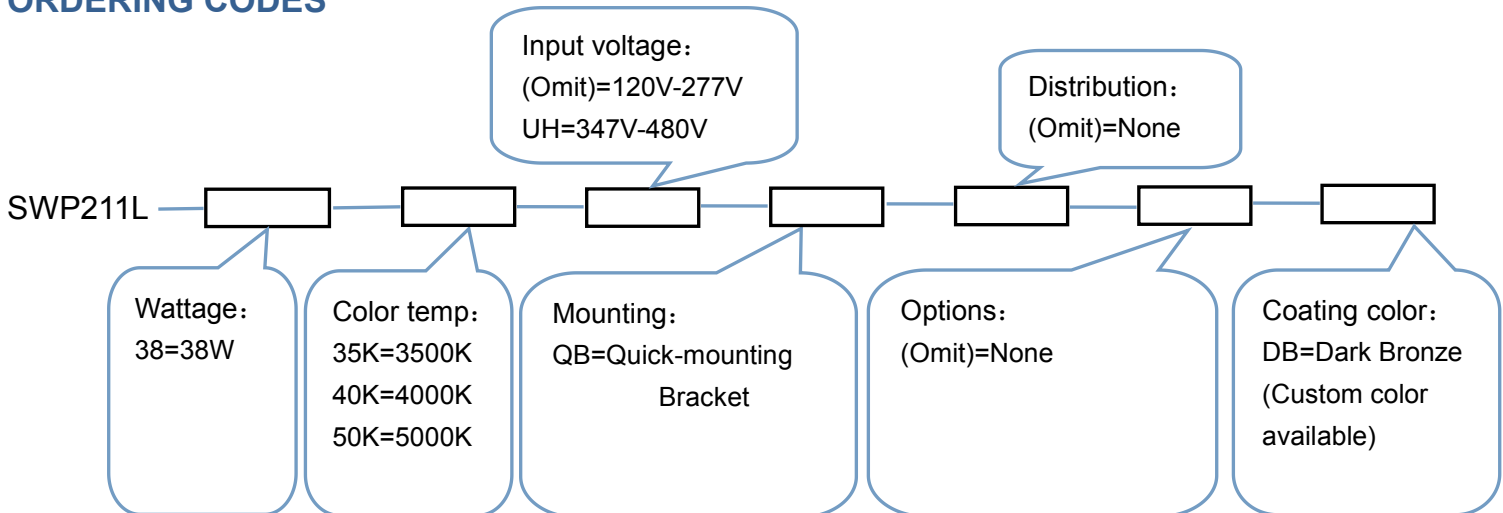 ORDERING CODES
Input voltage：
(Omit)=120V-277V
UH=347V-480V
Distribution：
(Omit)=None
SWP211L
Wattage：
38=38W
Color temp：
35K=3500K
40K=4000K
50K=5000K
Mounting：
QB=Quick-mounting
Bracket
Options：
(Omit)=None
Coating color：
DB=Dark Bronze
(Custom color
available)